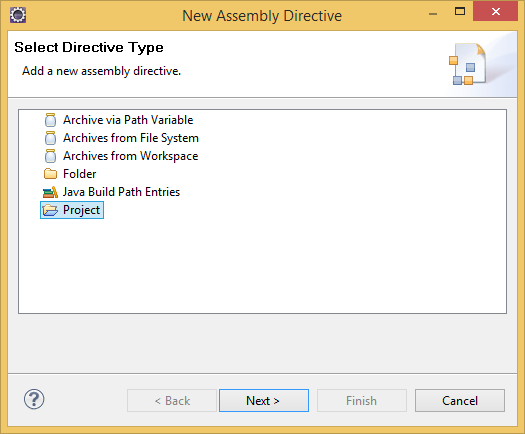 New Assembly Directive
Select Directive Type
Add a new assembly directive.
Archive via Path Variable
Archives from File System
Archives from Workspace
Folder
Java Build Path Entries
Project
? < Back Next > Finish Cancel